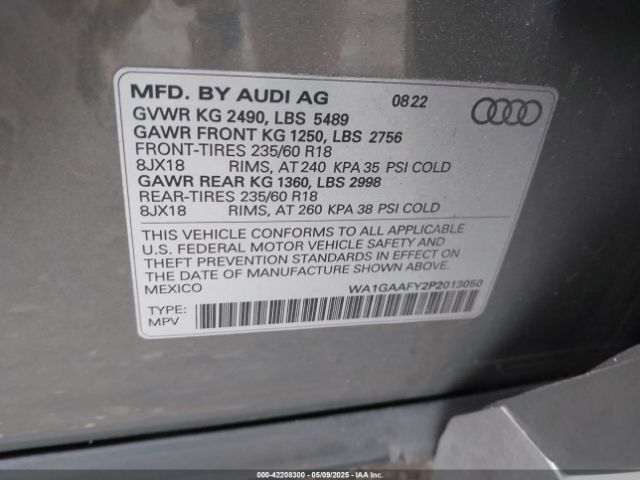 MFD. BY AUDI AG 08 22
GVWR KG 2490, LBS 5489
GAWR FRONT KG 1250, LBS 2756
FRONT-TIRES 235/60 R18
8JX18 RIMS, AT 240 KPA 35 PSI COLD
GAWR REAR KG 1360, LBS 2998
REAR-TIRES 235/60 R18
8JX18 RIMS, AT 260 KPA 38 PSI COLD
THIS VEHICLE CONFORMS TO ALL APPLICABLE
U.S. FEDERAL MOTOR VEHICLE SAFETY AND
THEFT PREVENTION STANDARDS IN EFFECT ON
THE DATE OF MANUFACTURE SHOWN ABOVE.
MEXICO WA1GAAFY2P2013050
TYPE:
MPV
000-42208300 - 05/09/2025 - IAAI.com